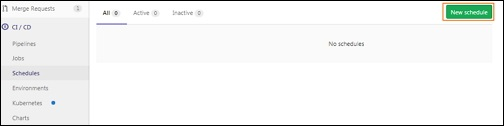 Merge Requests 1
CI / CD
Pipelines
Jobs
Schedules
Environments
Kubernetes
Charts
All 0 Active 0 Inactive 0 New schedule
No schedules